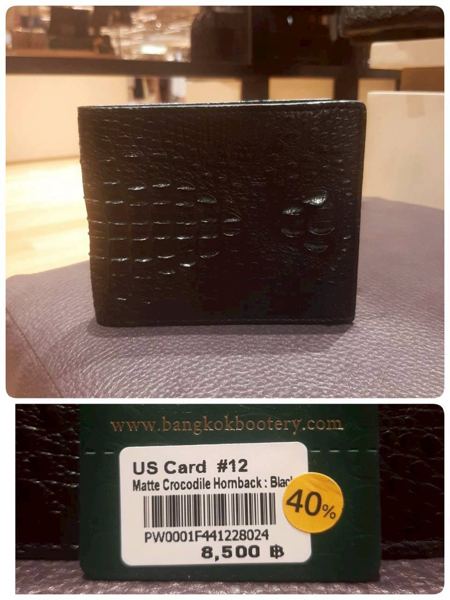 www.bangkokbootery.com
US Card #12
Matte Crocodile Hornback : Black
40%
PW0001F441228024
8,500 ฿